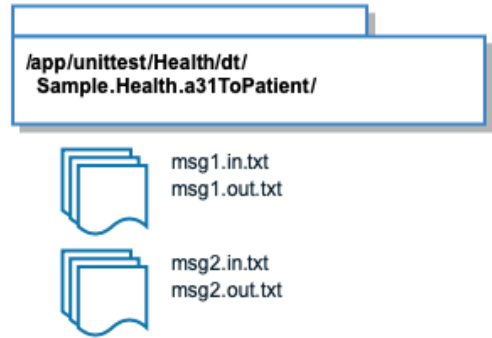 /app/unittest/Health/dt/
Sample.Health.a31ToPatient/
msg1.in.txt
msg1.out.txt
msg2.in.txt
msg2.out.txt